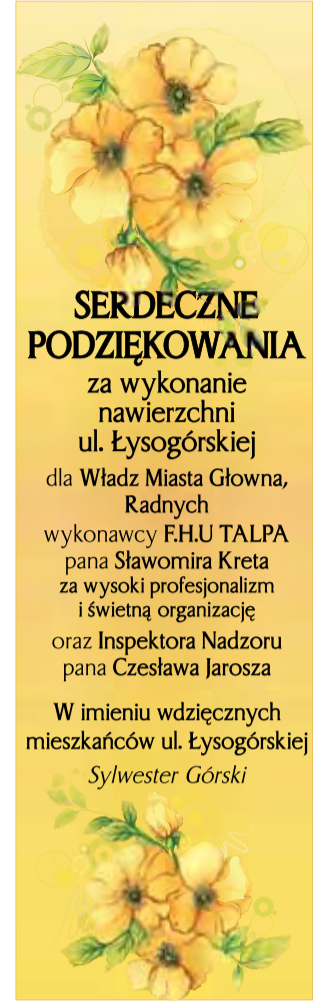 SERDECZNE
PODZIĘKOWANIA
za wykonanie
nawierzchni
ul. Łysogórskiej
dla Władz Miasta Głowna,
Radnych
wykonawcy F.H.U TALPA
pana Sławomira Kreta
za wysoki profesjonalizm
i świetną organizację
oraz Inspektora Nadzoru
pana Czesława Jarosza
W imieniu wdzięcznych
mieszkańców ul. Łysogórskiej
Sylwester Górski